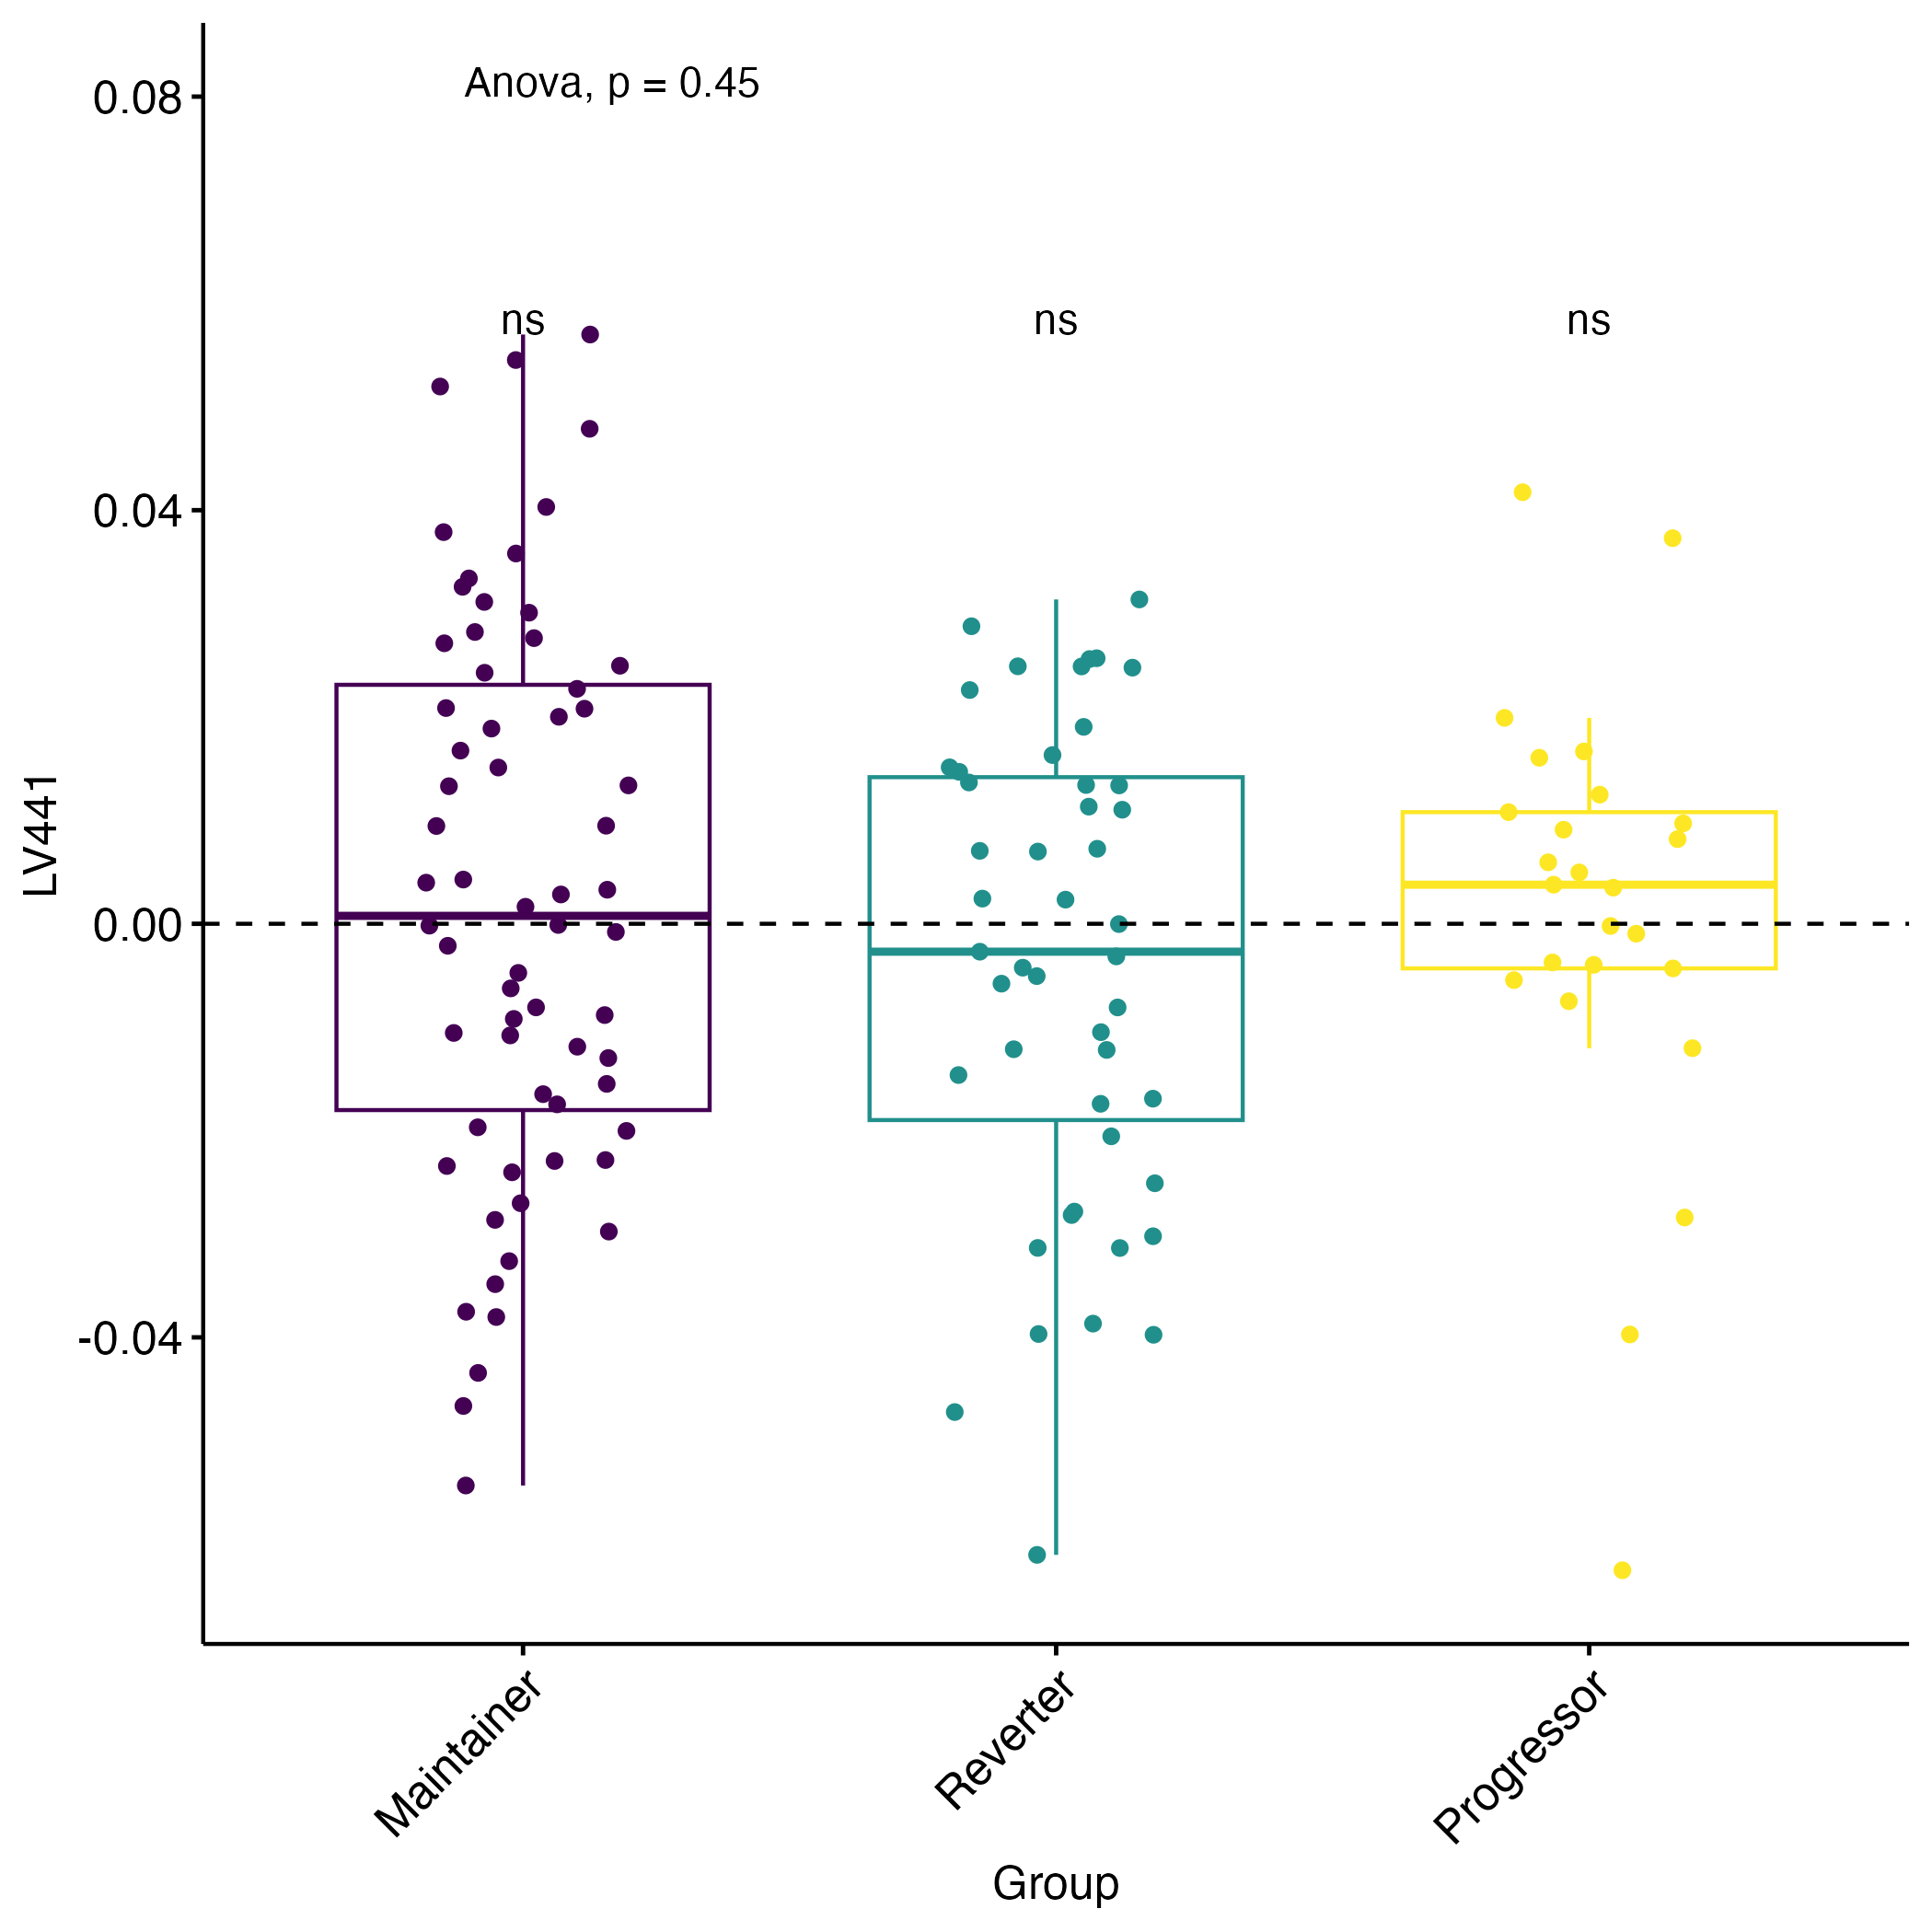 Anova, p = 0.45
0.08
0.04
0.00
-0.04
LV441
ns
ns
ns
Maintainer
Reverter
Progressor
Group